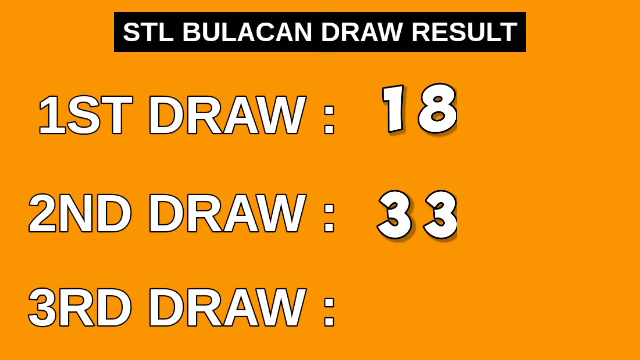 STL BULACAN DRAW RESULT
1ST DRAW : 18
2ND DRAW : 33
3RD DRAW :